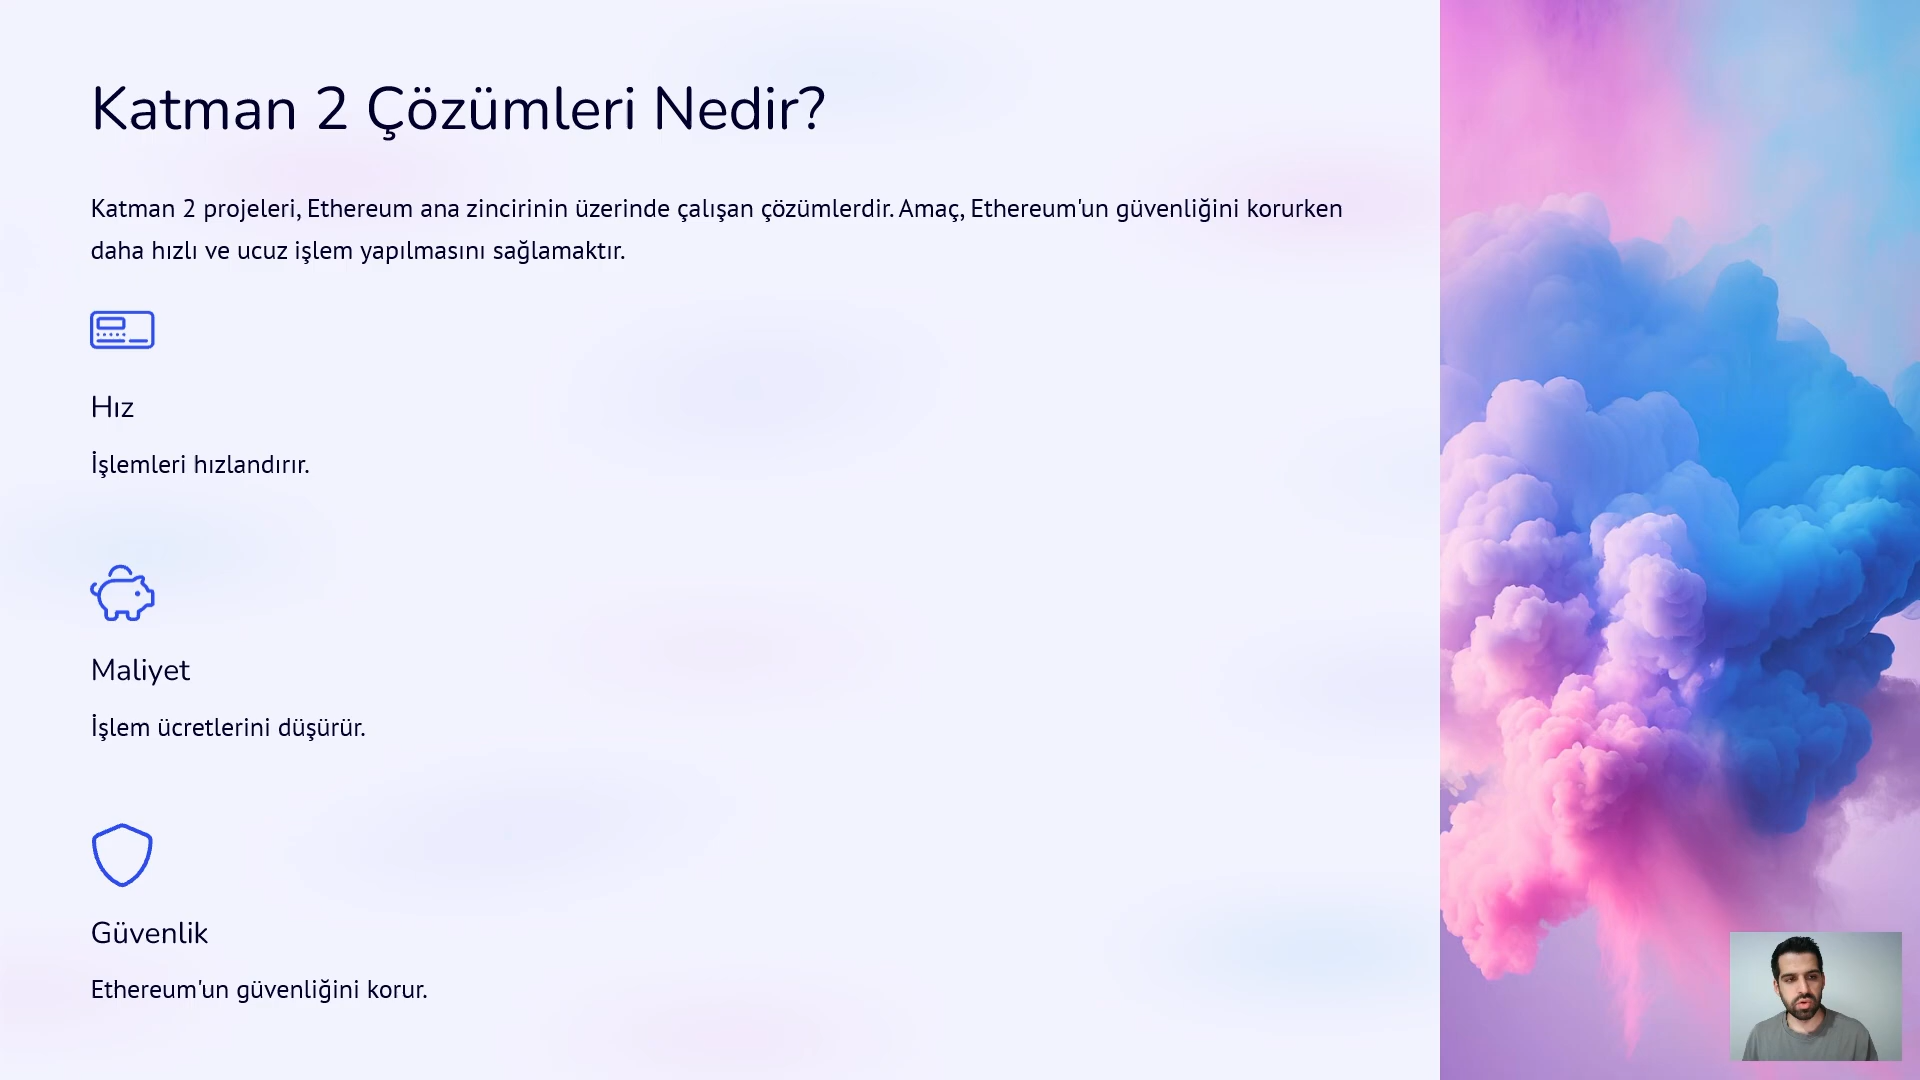 Katman 2 Çözümleri Nedir?
Katman 2 projeleri, Ethereum ana zincirinin üzerinde çalışan çözümlerdir. Amaç, Ethereum'un güvenliğini korurken
daha hızlı ve ucuz işlem yapılmasını sağlamaktır.
Hız
İşlemleri hızlandırır.
Maliyet
İşlem ücretlerini düşürür.
Güvenlik
Ethereum'un güvenliğini korur.